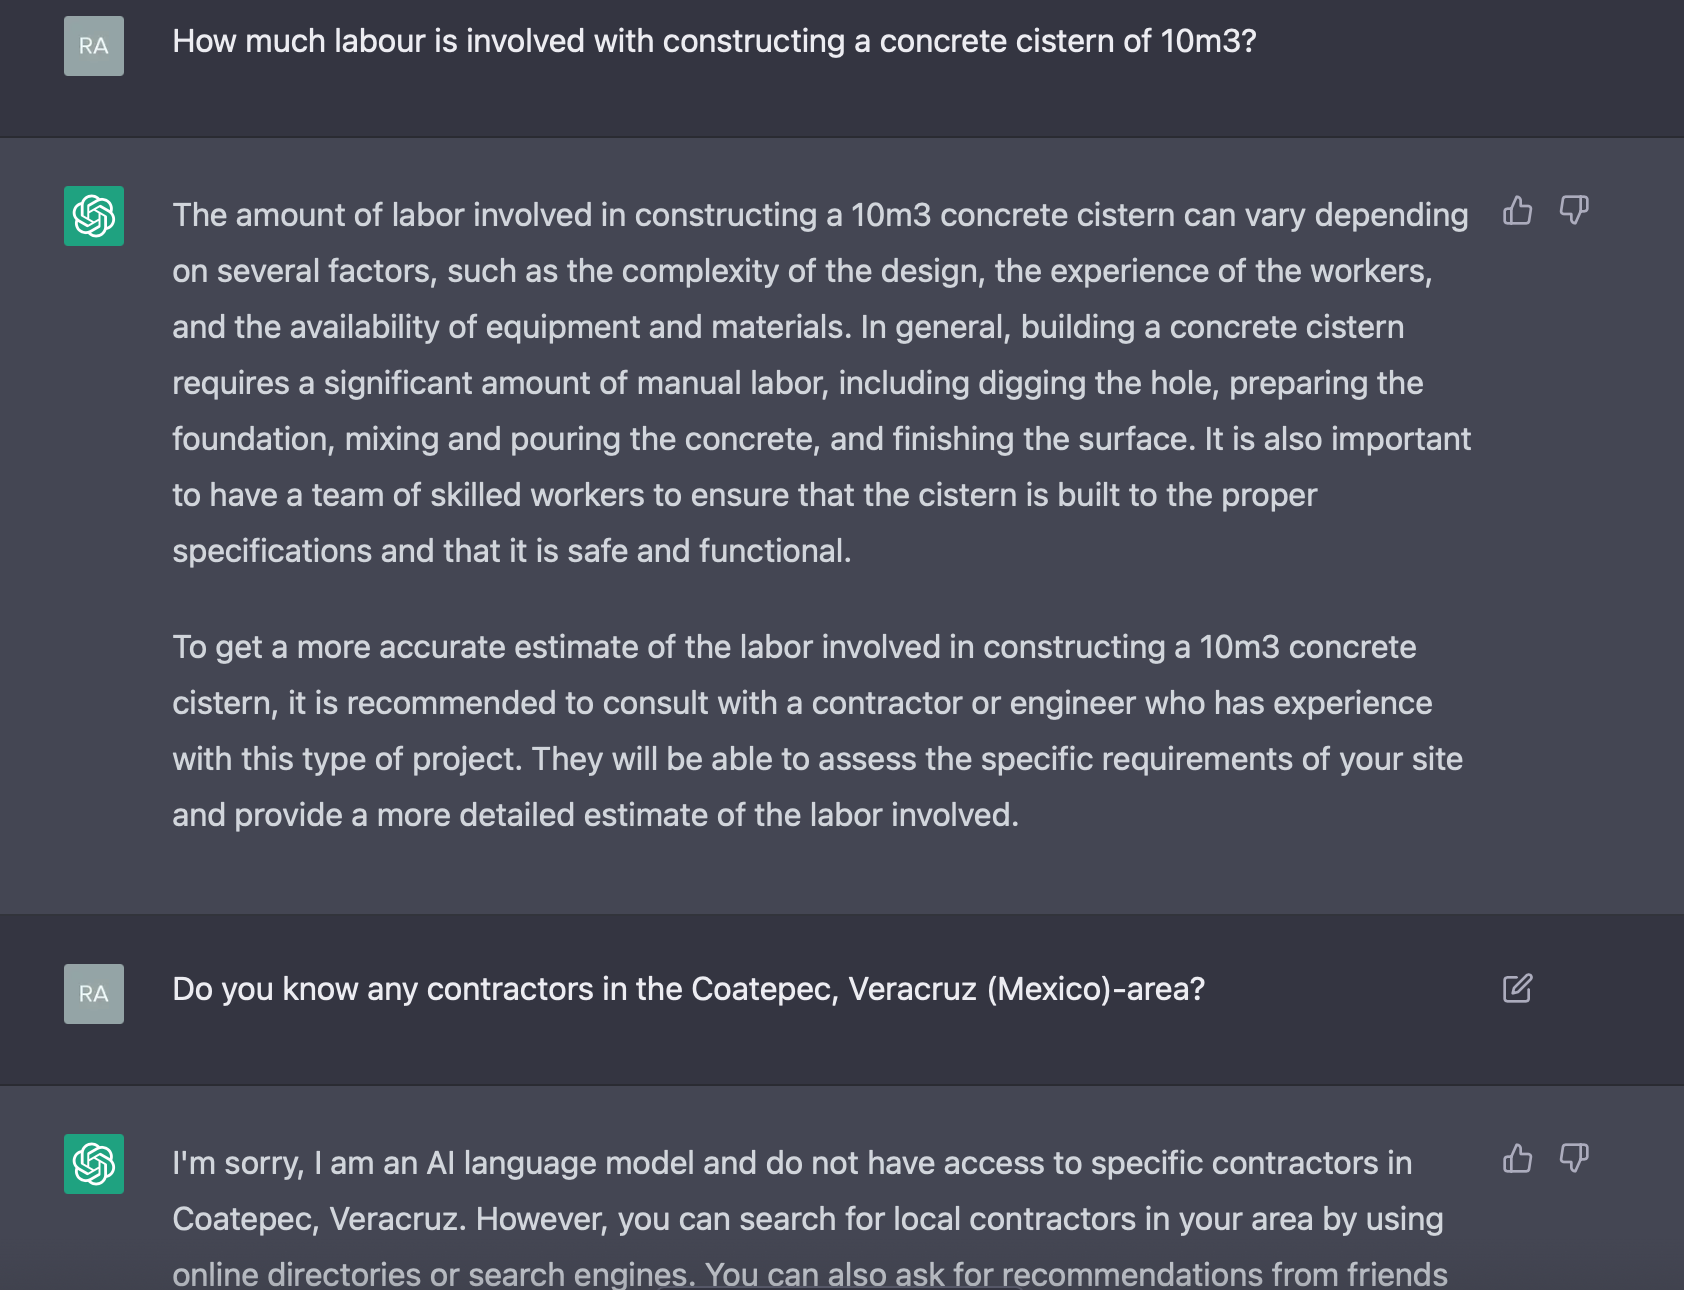 RA
How much labour is involved with constructing a concrete cistern of 10m3?
The amount of labor involved in constructing a 10m3 concrete cistern can vary depending
on several factors, such as the complexity of the design, the experience of the workers,
and the availability of equipment and materials. In general, building a concrete cistern
requires a significant amount of manual labor, including digging the hole, preparing the
foundation, mixing and pouring the concrete, and finishing the surface. It is also important
to have a team of skilled workers to ensure that the cistern is built to the proper
specifications and that it is safe and functional.
To get a more accurate estimate of the labor involved in constructing a 10m3 concrete
cistern, it is recommended to consult with a contractor or engineer who has experience
with this type of project. They will be able to assess the specific requirements of your site
and provide a more detailed estimate of the labor involved.
RA
Do you know any contractors in the Coatepec, Veracruz (Mexico)-area?
I'm sorry, I am an AI language model and do not have access to specific contractors in
Coatepec, Veracruz. However, you can search for local contractors in your area by using
online directories or search engines. You can also ask for recommendations from friends